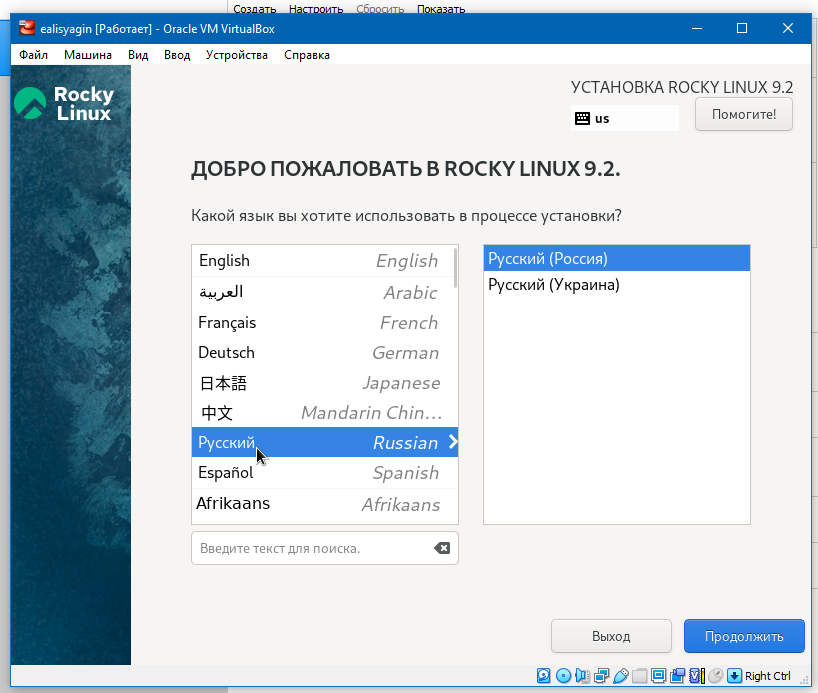 Создать Настроить Сбросить Показать
ealisyagin [Работает] - Oracle VM VirtualBox
Файл Машина Вид Ввод Устройства Справка
Rocky
Linux
УСТАНОВКА ROCKY LINUX 9.2
us
Помогите!
ДОБРО ПОЖАЛОВАТЬ В ROCKY LINUX 9.2.
Какой язык вы хотите использовать в процессе установки?
English English
العربية Arabic
Français French
Deutsch German
日本語 Japanese
中文 Mandarin Chin...
Русский Russian
Español Spanish
Afrikaans Afrikaans
Русский (Россия)
Русский (Украина)
Введите текст для поиска.
Выход Продолжить
Right Ctrl